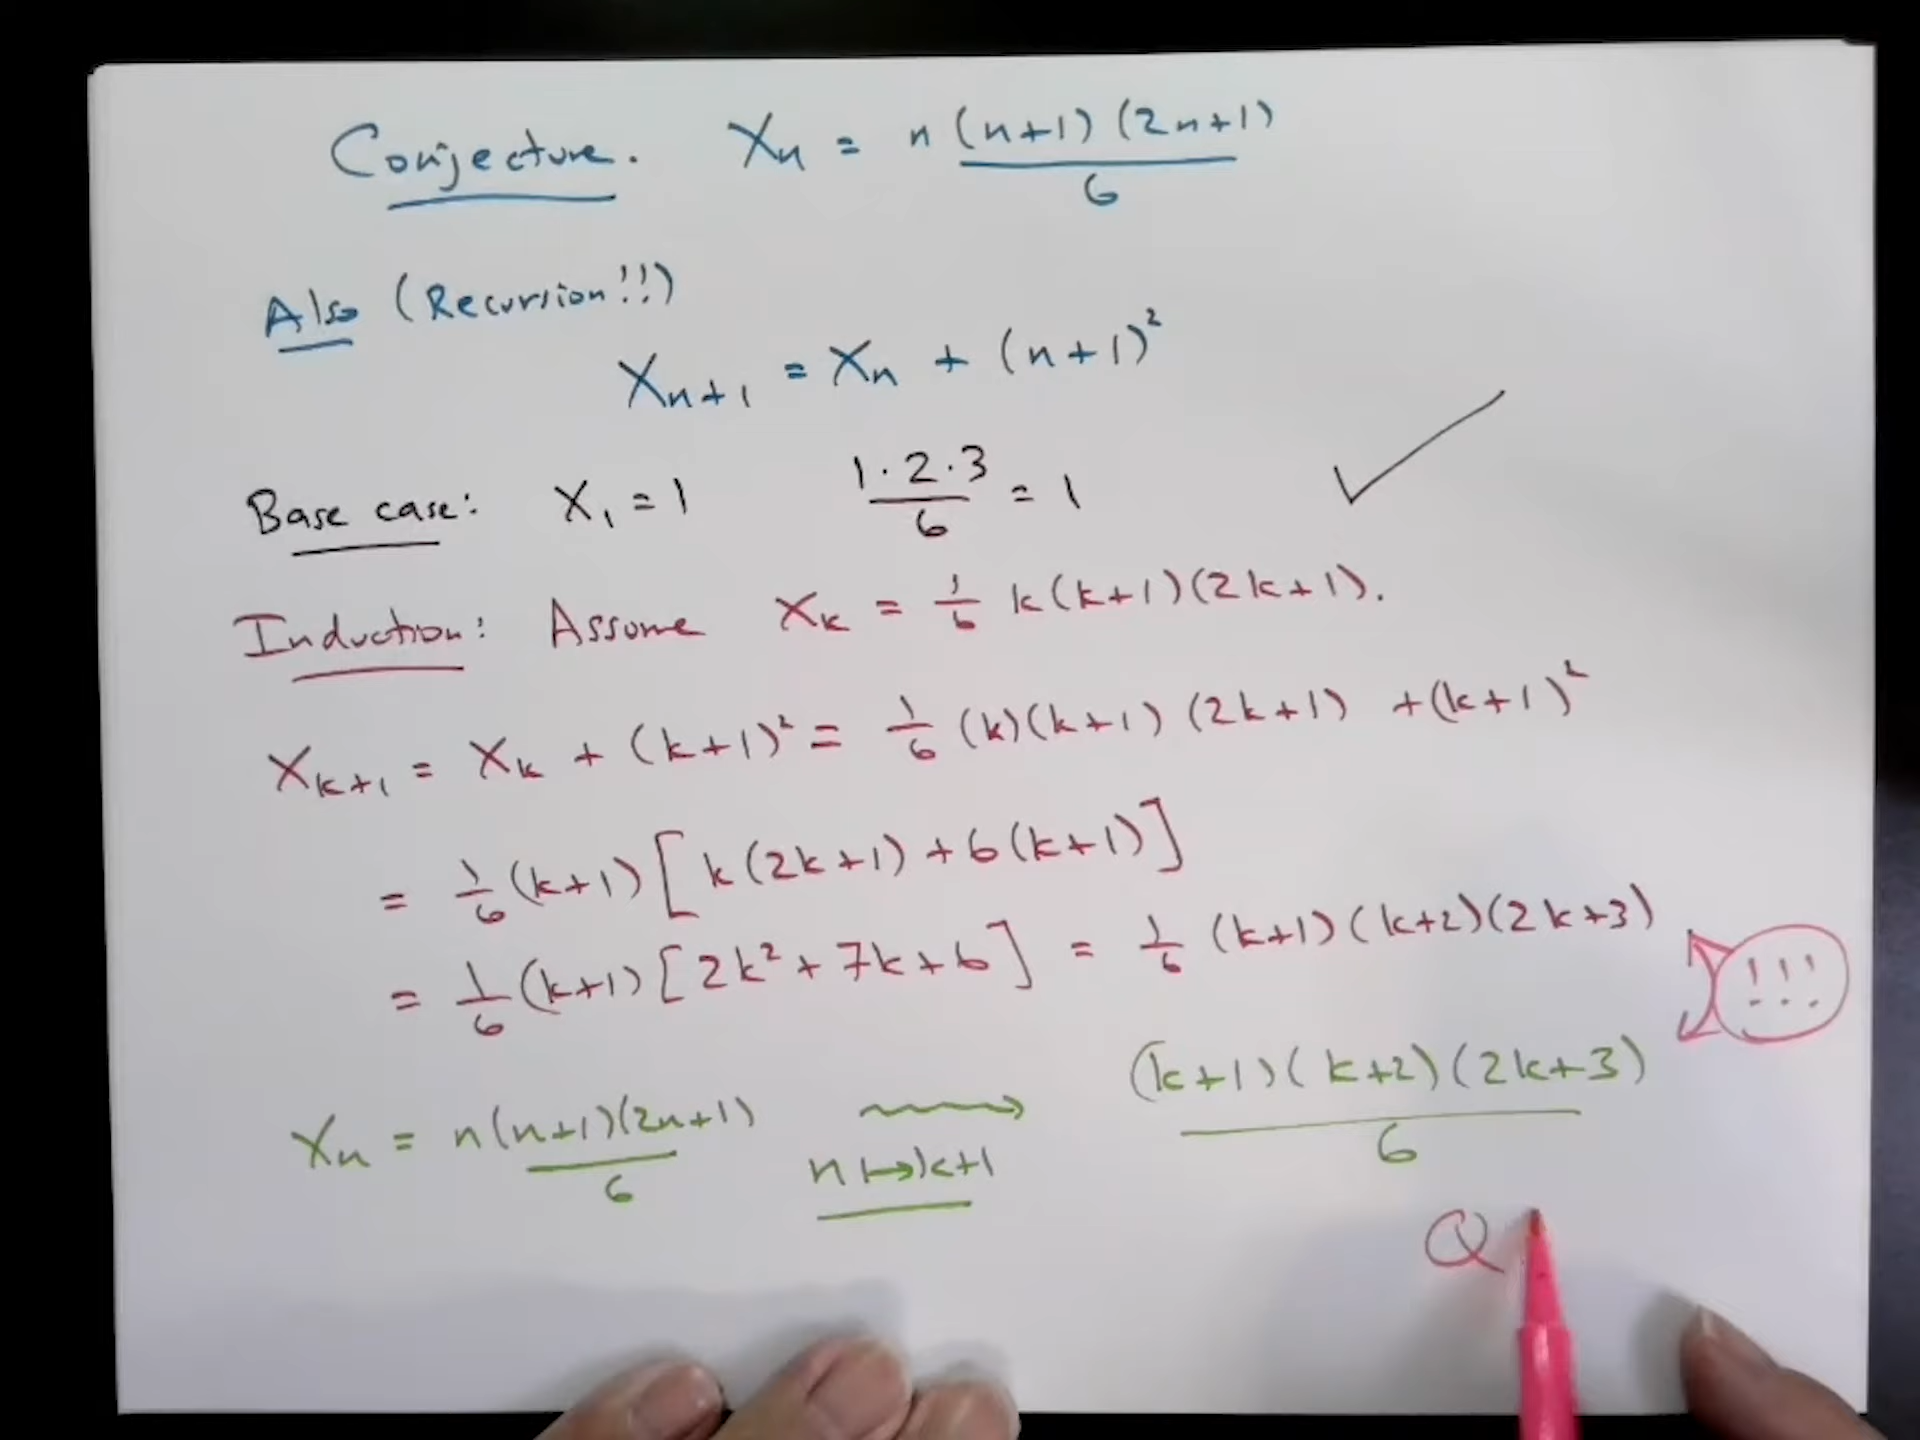 Conjecture. Xₙ = n(n+1)(2n+1)/6
Also (Recursion!!)
Xₙ₊₁ = Xₙ + (n+1)²
Base case: X₁ = 1 1·2·3/6 = 1 ✓
Induction: Assume Xₖ = 1/6 k(k+1)(2k+1).
Xₖ₊₁ = Xₖ + (k+1)² = 1/6 (k)(k+1)(2k+1) + (k+1)²
= 1/6 (k+1)[k(2k+1)+6(k+1)]
= 1/6 (k+1)[2k²+7k+6] = 1/6 (k+1)(k+2)(2k+3) !!!
Xₙ = n(n+1)(2n+1)/6 ⇝ n↦k+1 (k+1)(k+2)(2k+3)/6
Q